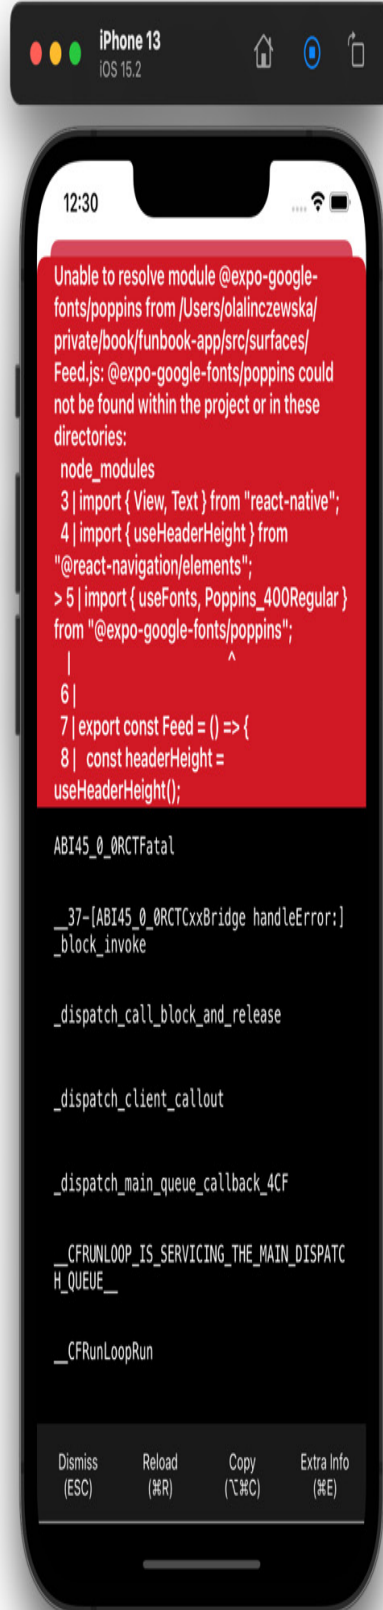 iPhone 13
iOS 15.2
12:30
Unable to resolve module @expo-google-
fonts/poppins from /Users/olalinczewska/
private/book/funbook-app/src/surfaces/
Feed.js: @expo-google-fonts/poppins could
not be found within the project or in these
directories:
node_modules
3 | import { View, Text } from "react-native";
4 | import { useHeaderHeight } from
"@react-navigation/elements";
> 5 | import { useFonts, Poppins_400Regular }
from "@expo-google-fonts/poppins";
| ^
6 |
7 | export const Feed = () => {
8 | const headerHeight =
useHeaderHeight();
ABI45_0_0RCTFatal
__37-[ABI45_0_0RCTCxxBridge handleError:]
_block_invoke
_dispatch_call_block_and_release
_dispatch_client_callout
_dispatch_main_queue_callback_4CF
__CFRUNLOOP_IS_SERVICING_THE_MAIN_DISPATC
H_QUEUE__
__CFRunLoopRun
Dismiss Reload Copy Extra Info
(ESC) (⌘R) (⌥⌘C) (⌘E)